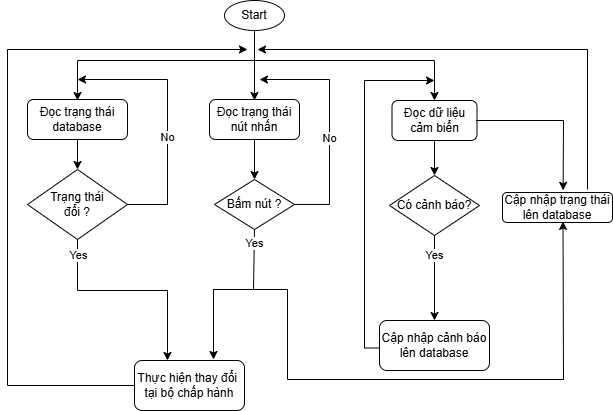 Start
Đọc trạng thái
database
Đọc trạng thái
nút nhấn
Đọc dữ liệu
cảm biến
No
No
Trạng thái
đổi ?
Bấm nút ?
Có cảnh báo?
Cập nhập trạng thái
lên database
Yes
Yes
Yes
Cập nhập cảnh báo
lên database
Thực hiện thay đổi
tại bộ chấp hành